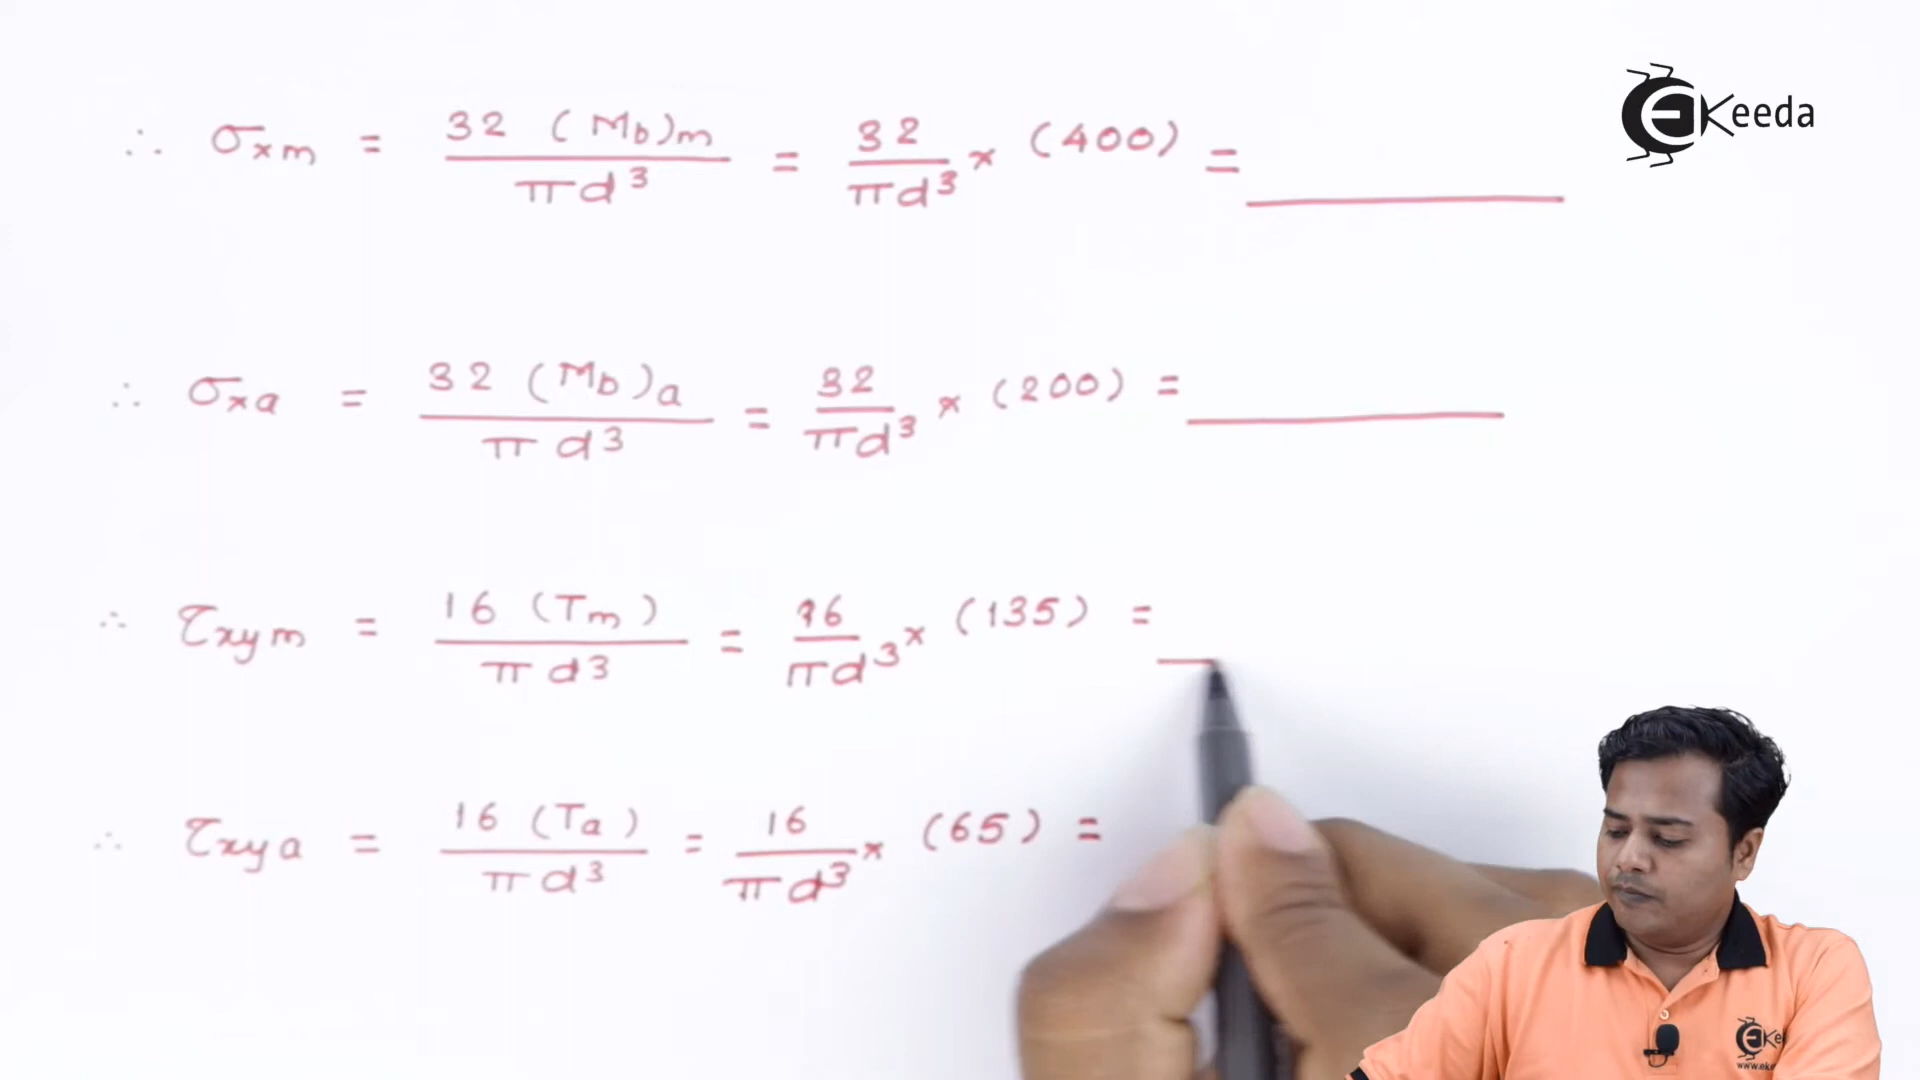 ∴ σxm = 32 (Mb)m / πd³ = 32 / πd³ × (400) =
∴ σxa = 32 (Mb)a / πd³ = 32 / πd³ × (200) =
∴ τxym = 16 (Tm) / πd³ = 16 / πd³ × (135) =
∴ τxya = 16 (Ta) / πd³ = 16 / πd³ × (65) =
EKeeda